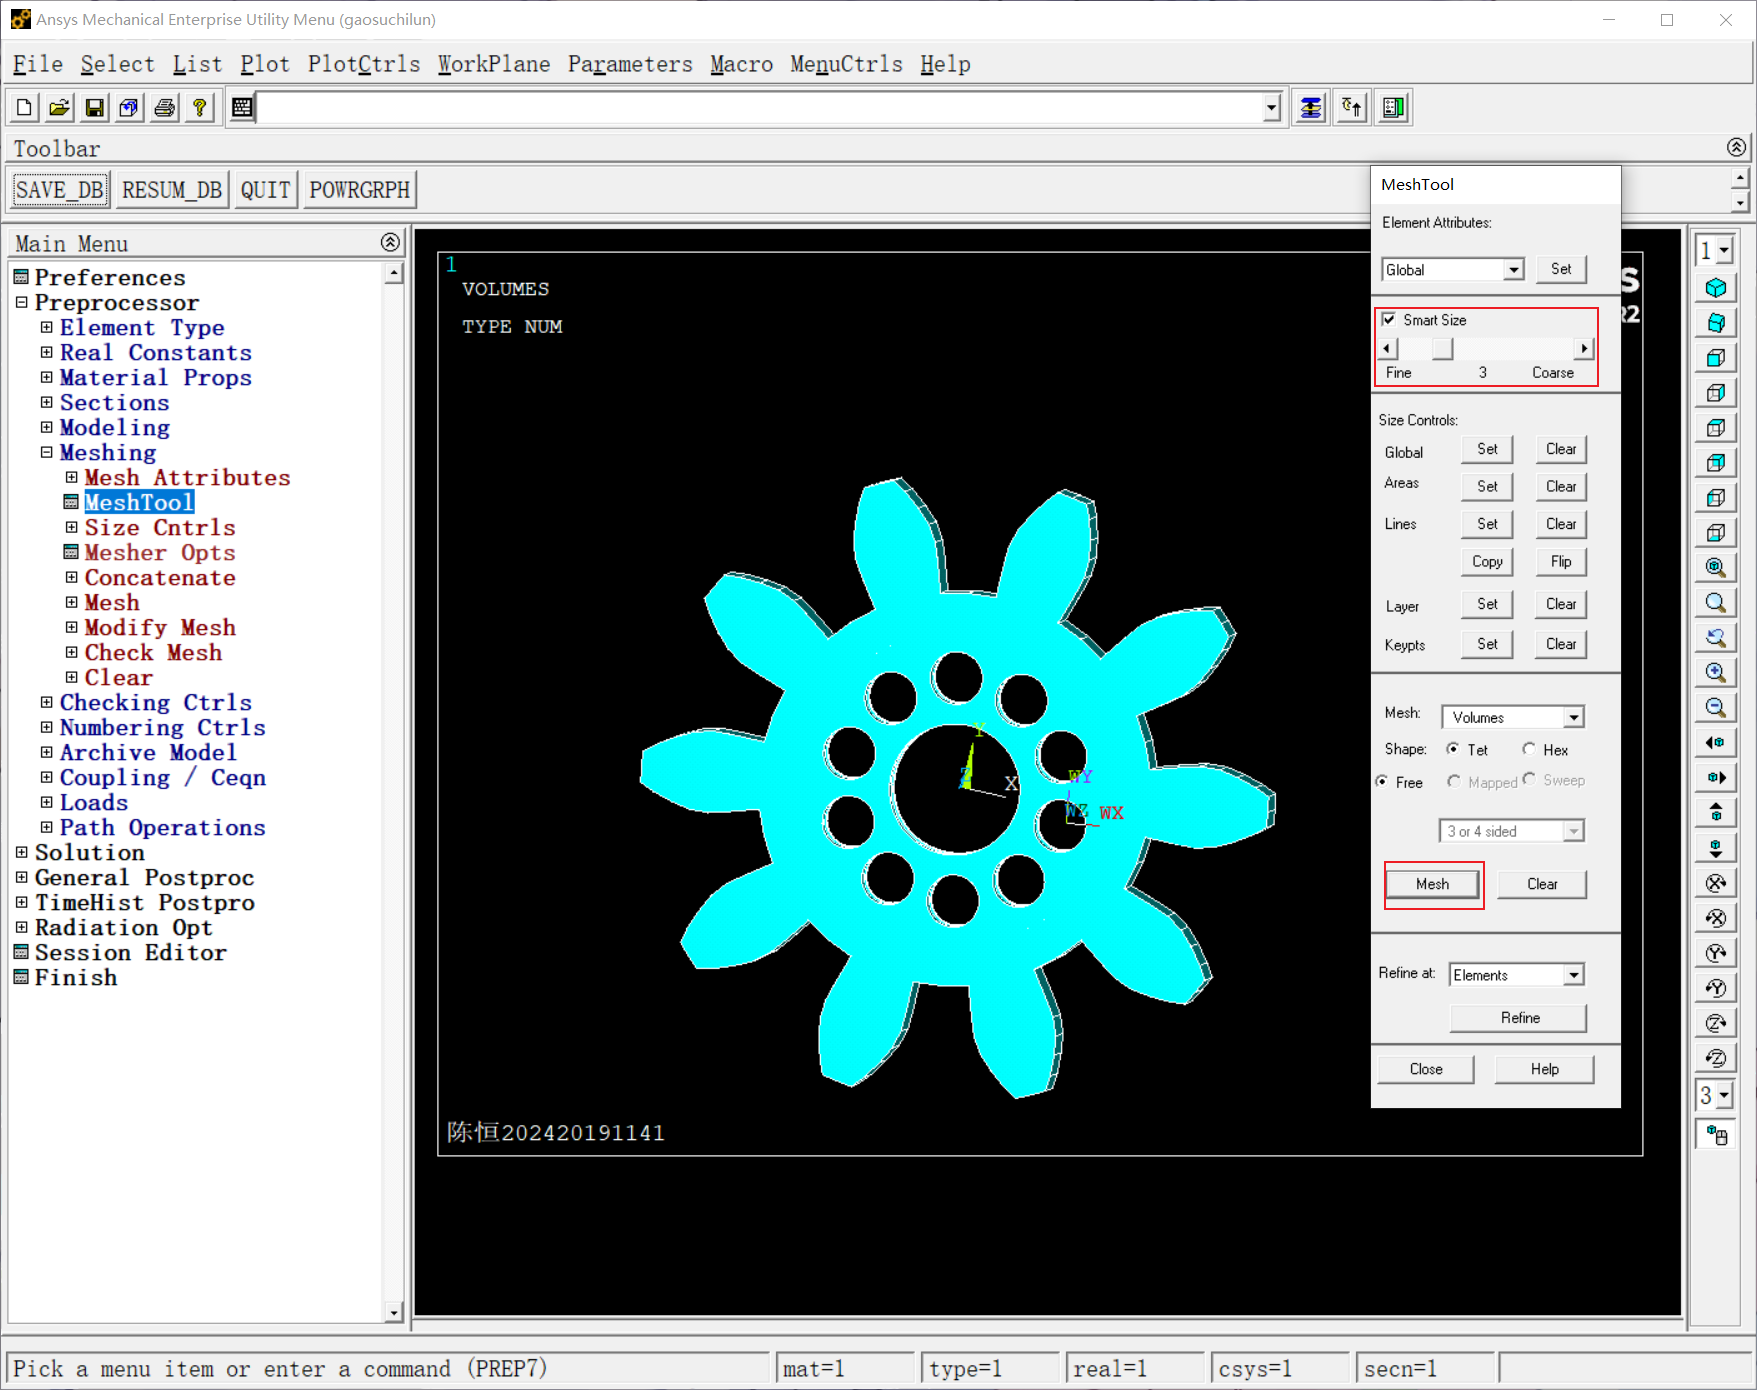 Ansys Mechanical Enterprise Utility Menu (gaosuchilun)
File Select List Plot PlotCtrls WorkPlane Parameters Macro MenuCtrls Help
Toolbar
SAVE_DB RESUM_DB QUIT POWRGRPH
Main Menu
Preferences
Preprocessor
Element Type
Real Constants
Material Props
Sections
Modeling
Meshing
Mesh Attributes
MeshTool
Size Cntrls
Mesher Opts
Concatenate
Mesh
Modify Mesh
Check Mesh
Clear
Checking Ctrls
Numbering Ctrls
Archive Model
Coupling / Ceqn
Loads
Path Operations
Solution
General Postproc
TimeHist Postpro
Radiation Opt
Session Editor
Finish
1
VOLUMES
TYPE NUM
Y
Z
X
WY
WZ WX
陈恒202420191141
S
R2
MeshTool
Element Attributes:
Global Set
Smart Size
Fine 3 Coarse
Size Controls:
Global Set Clear
Areas Set Clear
Lines Set Clear
Copy Flip
Layer Set Clear
Keypts Set Clear
Mesh: Volumes
Shape: Tet Hex
Free Mapped Sweep
3 or 4 sided
Mesh Clear
Refine at: Elements
Refine
Close Help
1
3
Pick a menu item or enter a command (PREP7) mat=1 type=1 real=1 csys=1 secn=1